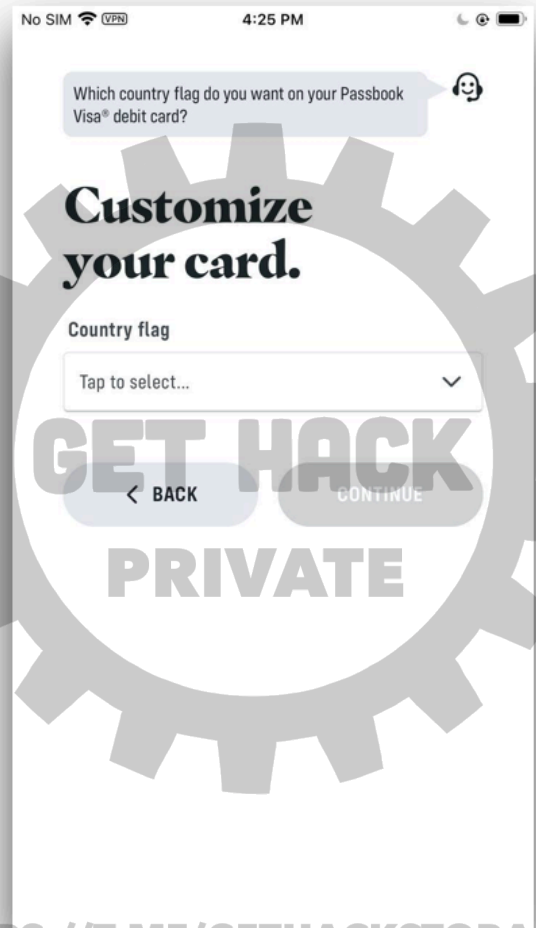 No SIM VPN 4:25 PM
Which country flag do you want on your Passbook
Visa® debit card?
Customize
your card.
Country flag
Tap to select...
GET HACK
BACK CONTINUE
PRIVATE